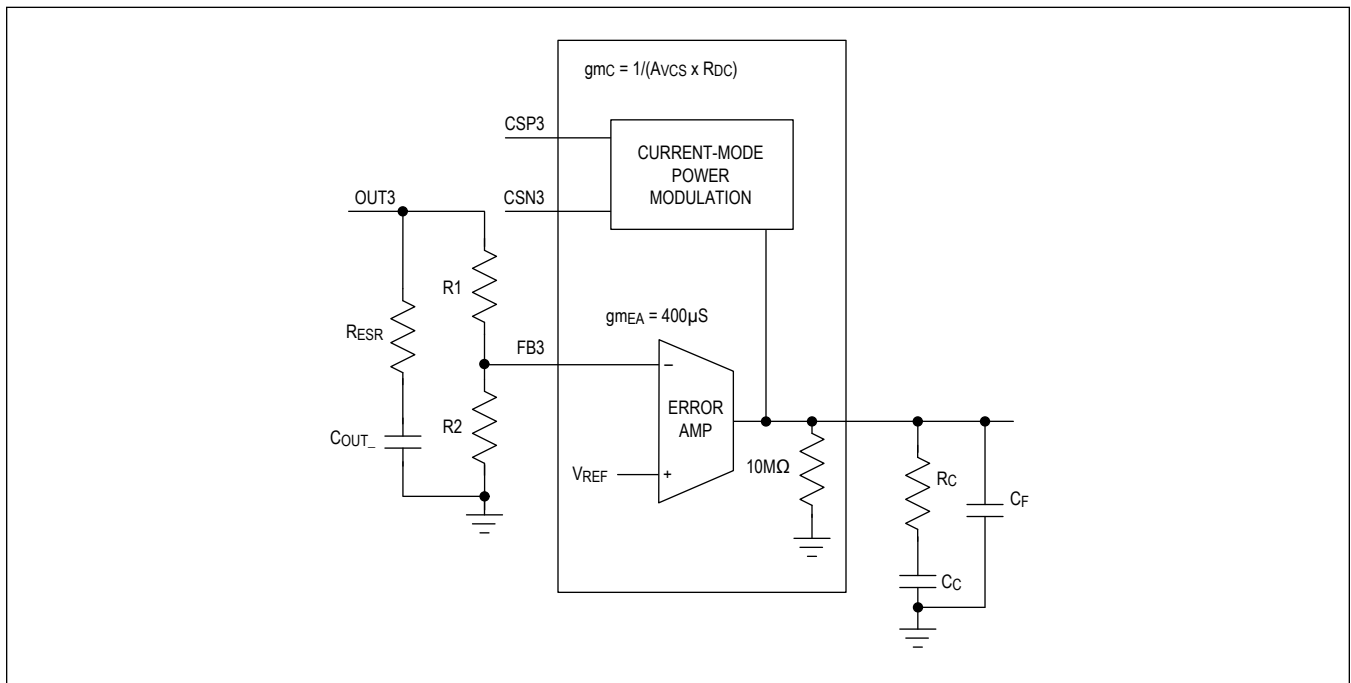 gmC = 1/(AVCS x RDC)
CSP3
CURRENT-MODE
POWER
MODULATION
OUT3
CSN3
R1
RESR
gmEA = 400µS
FB3
−
ERROR
AMP
R2
COUT_
10MΩ
VREF
+
RC
CF
CC